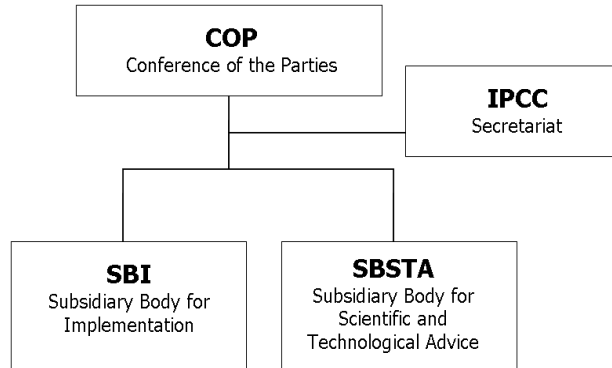 COP
Conference of the Parties
IPCC
Secretariat
SBI
Subsidiary Body for
Implementation
SBSTA
Subsidiary Body for
Scientific and
Technological Advice